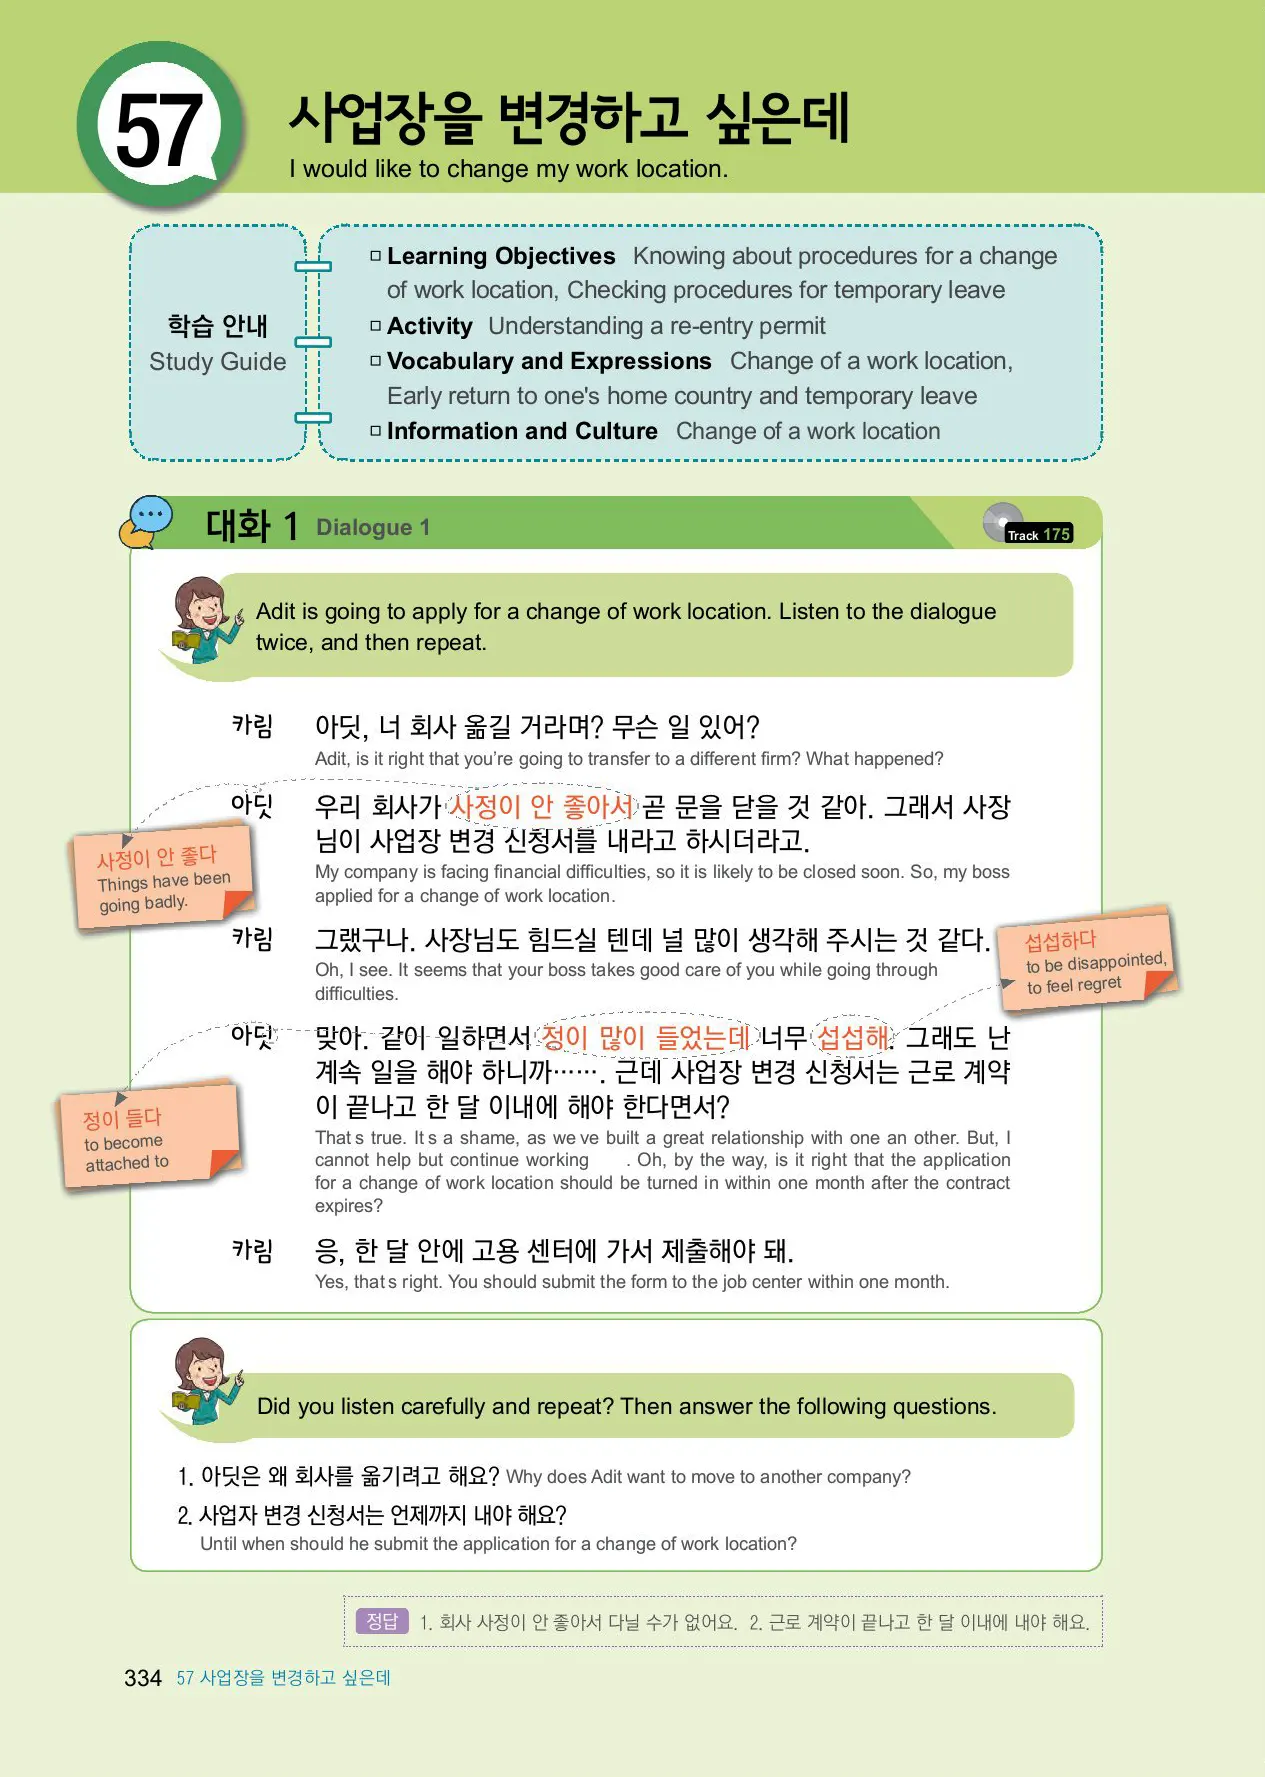 57
사업장을 변경하고 싶은데
I would like to change my work location.
학습 안내
Study Guide
Learning Objectives Knowing about procedures for a change
of work location, Checking procedures for temporary leave
Activity Understanding a re-entry permit
Vocabulary and Expressions Change of a work location,
Early return to one's home country and temporary leave
Information and Culture Change of a work location
대화 1 Dialogue 1
Track 175
Adit is going to apply for a change of work location. Listen to the dialogue
twice, and then repeat.
카림 아딧, 너 회사 옮길 거라며? 무슨 일 있어?
Adit, is it right that you're going to transfer to a different firm? What happened?
아딧 우리 회사가 사정이 안 좋아서 곧 문을 닫을 것 같아. 그래서 사장
님이 사업장 변경 신청서를 내라고 하시더라고.
My company is facing financial difficulties, so it is likely to be closed soon. So, my boss
applied for a change of work location.
사정이 안 좋다
Things have been
going badly.
카림 그랬구나. 사장님도 힘드실 텐데 널 많이 생각해 주시는 것 같다.
Oh, I see. It seems that your boss takes good care of you while going through
difficulties.
섭섭하다
to be disappointed,
to feel regret
아딧 맞아. 같이 일하면서 정이 많이 들었는데 너무 섭섭해. 그래도 난
계속 일을 해야 하니까……. 근데 사업장 변경 신청서는 근로 계약
이 끝나고 한 달 이내에 해야 한다면서?
That s true. It s a shame, as we ve built a great relationship with one an other. But, I
cannot help but continue working . Oh, by the way, is it right that the application
for a change of work location should be turned in within one month after the contract
expires?
정이 들다
to become
attached to
카림 응, 한 달 안에 고용 센터에 가서 제출해야 돼.
Yes, that s right. You should submit the form to the job center within one month.
Did you listen carefully and repeat? Then answer the following questions.
1. 아딧은 왜 회사를 옮기려고 해요? Why does Adit want to move to another company?
2. 사업자 변경 신청서는 언제까지 내야 해요?
Until when should he submit the application for a change of work location?
정답 1. 회사 사정이 안 좋아서 다닐 수가 없어요. 2. 근로 계약이 끝나고 한 달 이내에 내야 해요.
334 57 사업장을 변경하고 싶은데